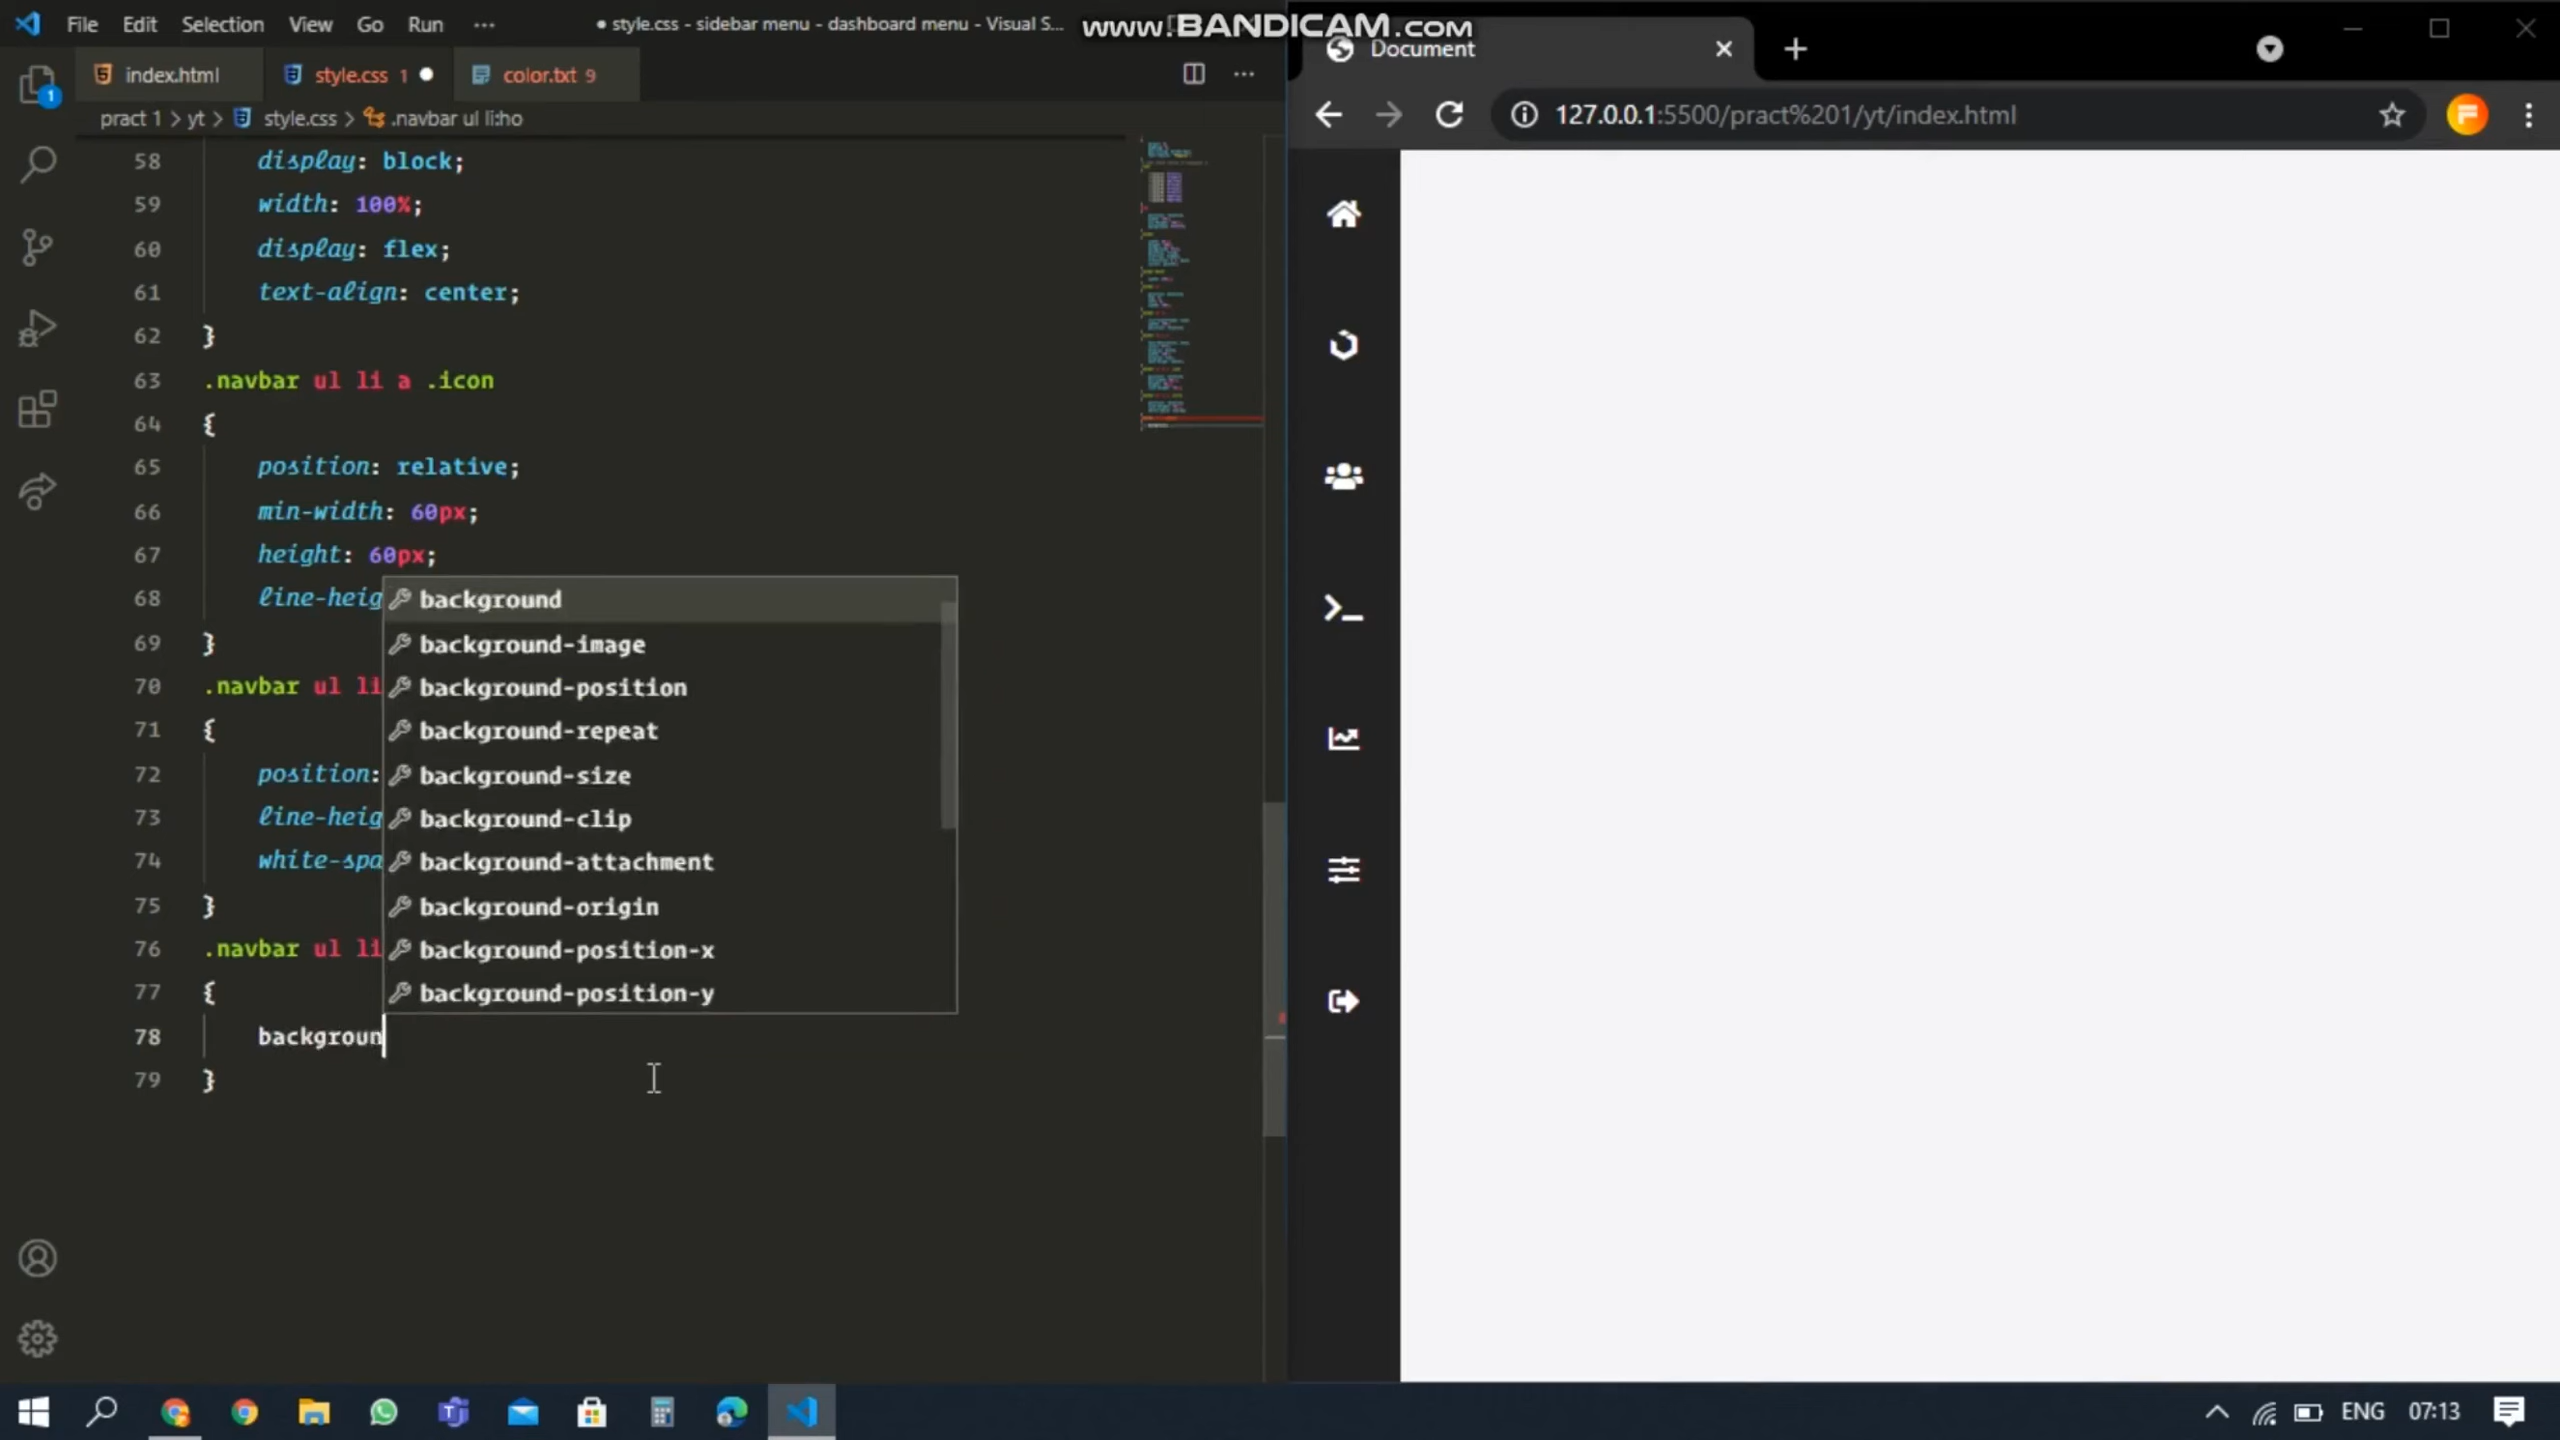 File Edit Selection View Go Run ··· ● style.css - sidebar menu - dashboard menu - Visual S...
www.BANDICAM.com
Document
index.html style.css 1 color.txt 9
pract 1 > yt > style.css > .navbar ul li:ho
127.0.0.1:5500/pract%201/yt/index.html
1
58 display: block;
59 width: 100%;
60 display: flex;
61 text-align: center;
62 }
63 .navbar ul li a .icon
64 {
65 position: relative;
66 min-width: 60px;
67 height: 60px;
68 line-heig
69 }
70 .navbar ul li
71 {
72 position:
73 line-heig
74 white-spa
75 }
76 .navbar ul li
77 {
78 backgroun
79 }
background
background-image
background-position
background-repeat
background-size
background-clip
background-attachment
background-origin
background-position-x
background-position-y
ENG 07:13